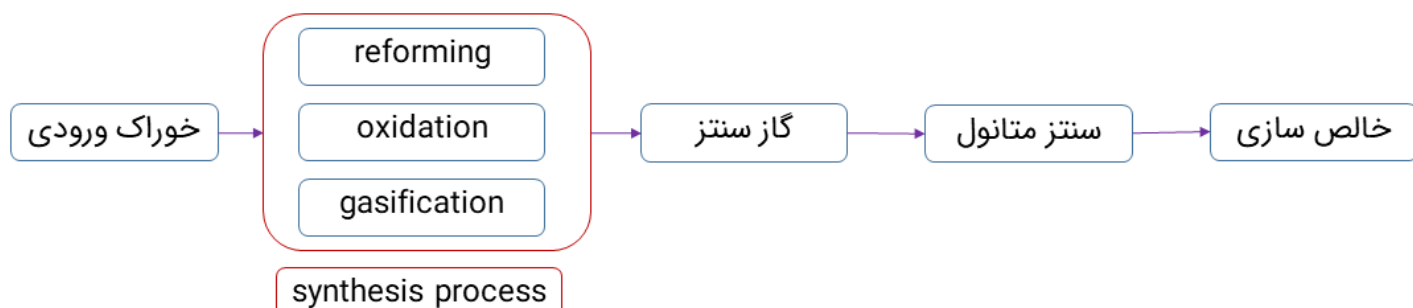 خوراک ورودی
reforming
oxidation
gasification
synthesis process
گاز سنتز
سنتز متانول
خالص سازی